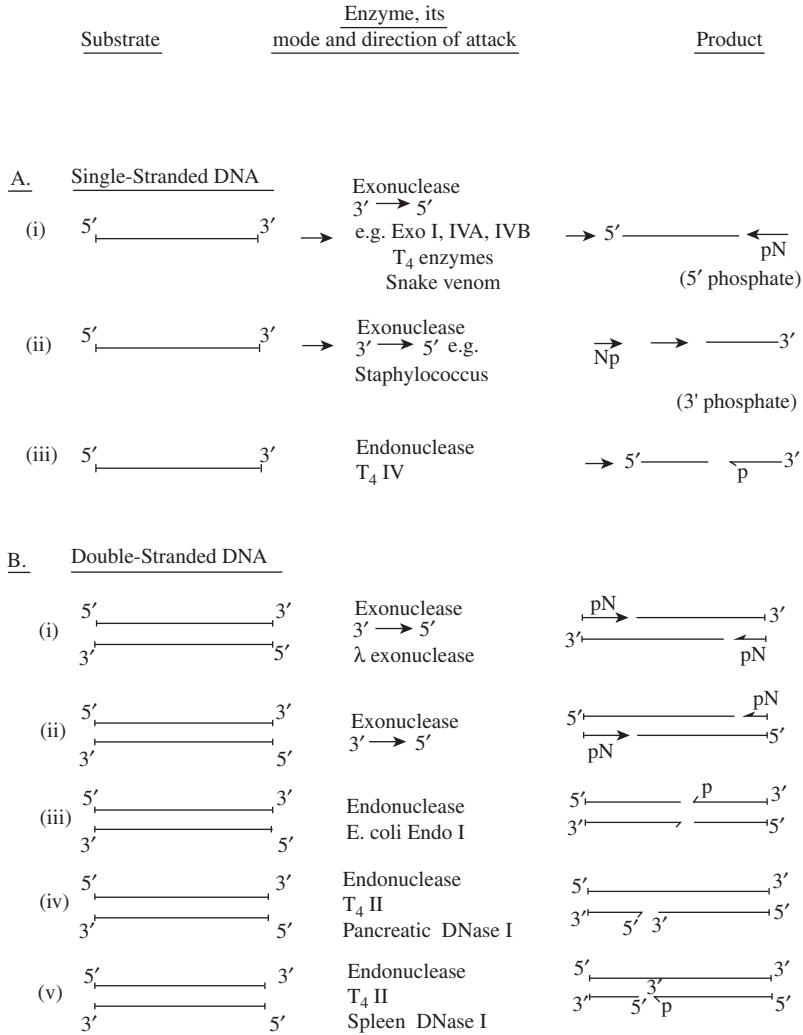 Enzyme, its
Substrate mode and direction of attack Product
A. Single-Stranded DNA
Exonuclease
3′ → 5′
(i) 5′ 3′ → e.g. Exo I, IVA, IVB → 5′ pN
T4 enzymes
Snake venom (5′ phosphate)
(ii) 5′ 3′ → Exonuclease
3′ → 5′ e.g. Np → 3′
Staphylococcus
(3' phosphate)
(iii) 5′ 3′ Endonuclease → 5′ p 3′
T4 IV
B. Double-Stranded DNA
5′ 3′ Exonuclease pN 3′
(i) 3′ → 5′
3′ 5′ λ exonuclease 3′ pN
5′ 3′ pN
(ii) Exonuclease 5′
3′ 5′ 3′ → 5′ pN 5′
5′ 3′ Endonuclease 5′ p 3′
(iii) E. coli Endo I
3′ 5′ 3′ 5′
5′ 3′ Endonuclease 5′ 3′
(iv) T4 II
3′ 5′ Pancreatic DNase I 3′ 5′ 3′ 5′
5′ 3′ Endonuclease 5′ 3′
(v) T4 II 3′
3′ 5′ Spleen DNase I 3′ 5′ p 5′